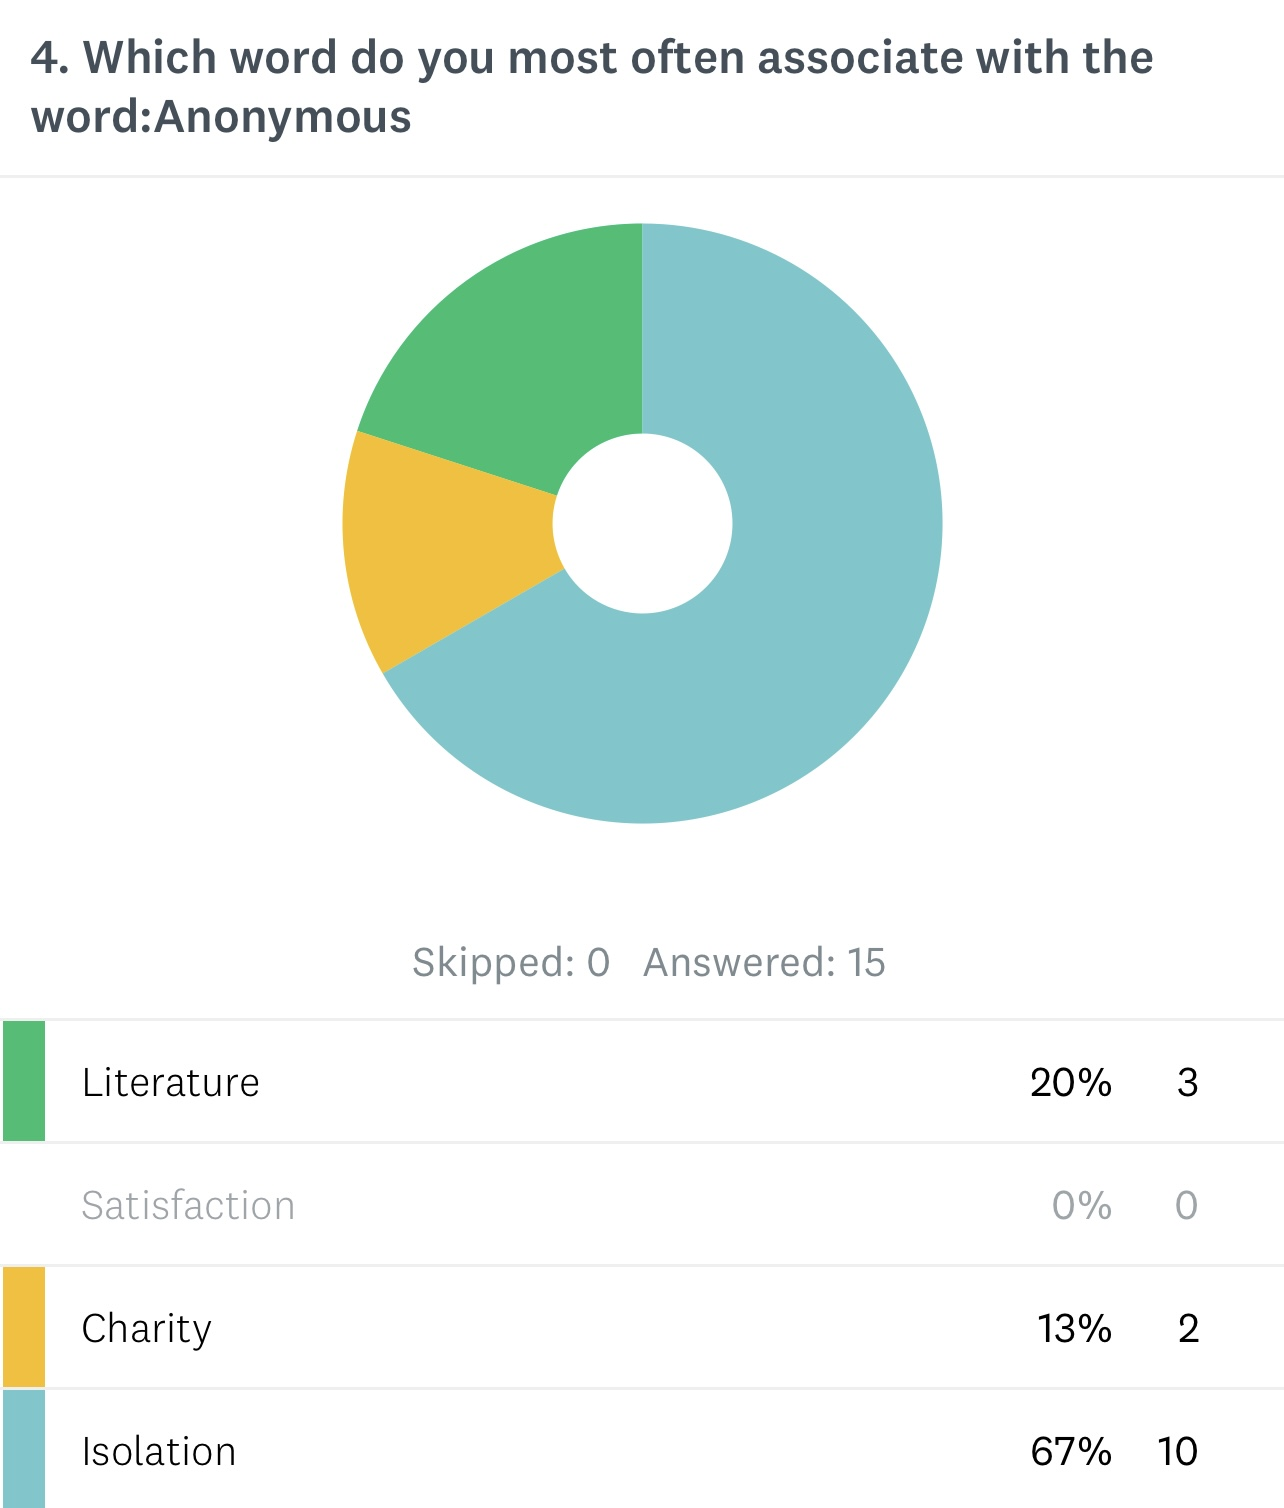 4. Which word do you most often associate with the
word:Anonymous
Skipped: 0 Answered: 15
Literature 20% 3
Satisfaction 0% 0
Charity 13% 2
Isolation 67% 10